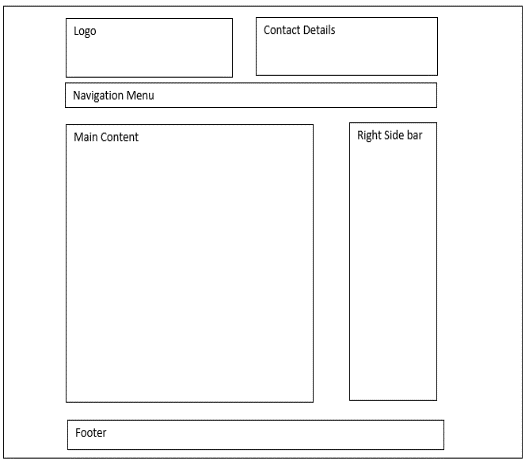 Logo
Contact Details
Navigation Menu
Main Content
Right Side bar
Footer